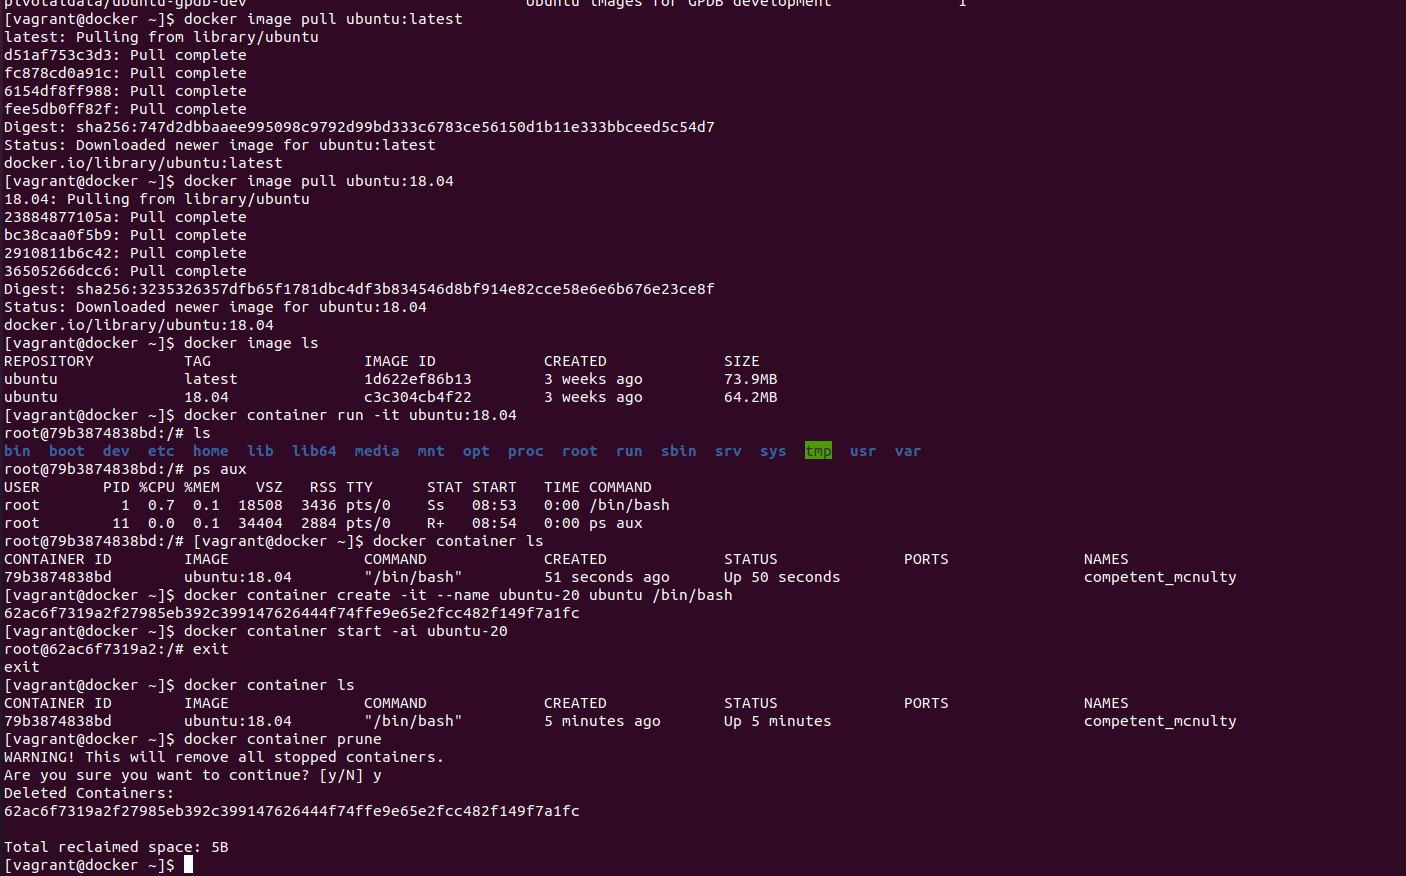 pivotaldata/ubuntu-gpdb-dev                               Ubuntu images for GPDB development              1
[vagrant@docker ~]$ docker image pull ubuntu:latest
latest: Pulling from library/ubuntu
d51af753c3d3: Pull complete
fc878cd0a91c: Pull complete
6154df8ff988: Pull complete
fee5db0ff82f: Pull complete
Digest: sha256:747d2dbbaaee995098c9792d99bd333c6783ce56150d1b11e333bbceed5c54d7
Status: Downloaded newer image for ubuntu:latest
docker.io/library/ubuntu:latest
[vagrant@docker ~]$ docker image pull ubuntu:18.04
18.04: Pulling from library/ubuntu
23884877105a: Pull complete
bc38caa0f5b9: Pull complete
2910811b6c42: Pull complete
36505266dcc6: Pull complete
Digest: sha256:3235326357dfb65f1781dbc4df3b834546d8bf914e82cce58e6e6b676e23ce8f
Status: Downloaded newer image for ubuntu:18.04
docker.io/library/ubuntu:18.04
[vagrant@docker ~]$ docker image ls
REPOSITORY          TAG                 IMAGE ID            CREATED             SIZE
ubuntu              latest              1d622ef86b13        3 weeks ago         73.9MB
ubuntu              18.04               c3c304cb4f22        3 weeks ago         64.2MB
[vagrant@docker ~]$ docker container run -it ubuntu:18.04
root@79b3874838bd:/# ls
bin  boot  dev  etc  home  lib  lib64  media  mnt  opt  proc  root  run  sbin  srv  sys  tmp  usr  var
root@79b3874838bd:/# ps aux
USER       PID %CPU %MEM    VSZ   RSS TTY      STAT START   TIME COMMAND
root         1  0.7  0.1  18508  3436 pts/0    Ss   08:53   0:00 /bin/bash
root        11  0.0  0.1  34404  2884 pts/0    R+   08:54   0:00 ps aux
root@79b3874838bd:/# [vagrant@docker ~]$ docker container ls
CONTAINER ID        IMAGE               COMMAND             CREATED             STATUS              PORTS               NAMES
79b3874838bd        ubuntu:18.04        "/bin/bash"         51 seconds ago      Up 50 seconds                           competent_mcnulty
[vagrant@docker ~]$ docker container create -it --name ubuntu-20 ubuntu /bin/bash
62ac6f7319a2f27985eb392c399147626444f74ffe9e65e2fcc482f149f7a1fc
[vagrant@docker ~]$ docker container start -ai ubuntu-20
root@62ac6f7319a2:/# exit
exit
[vagrant@docker ~]$ docker container ls
CONTAINER ID        IMAGE               COMMAND             CREATED             STATUS              PORTS               NAMES
79b3874838bd        ubuntu:18.04        "/bin/bash"         5 minutes ago       Up 5 minutes                            competent_mcnulty
[vagrant@docker ~]$ docker container prune
WARNING! This will remove all stopped containers.
Are you sure you want to continue? [y/N] y
Deleted Containers:
62ac6f7319a2f27985eb392c399147626444f74ffe9e65e2fcc482f149f7a1fc

Total reclaimed space: 5B
[vagrant@docker ~]$